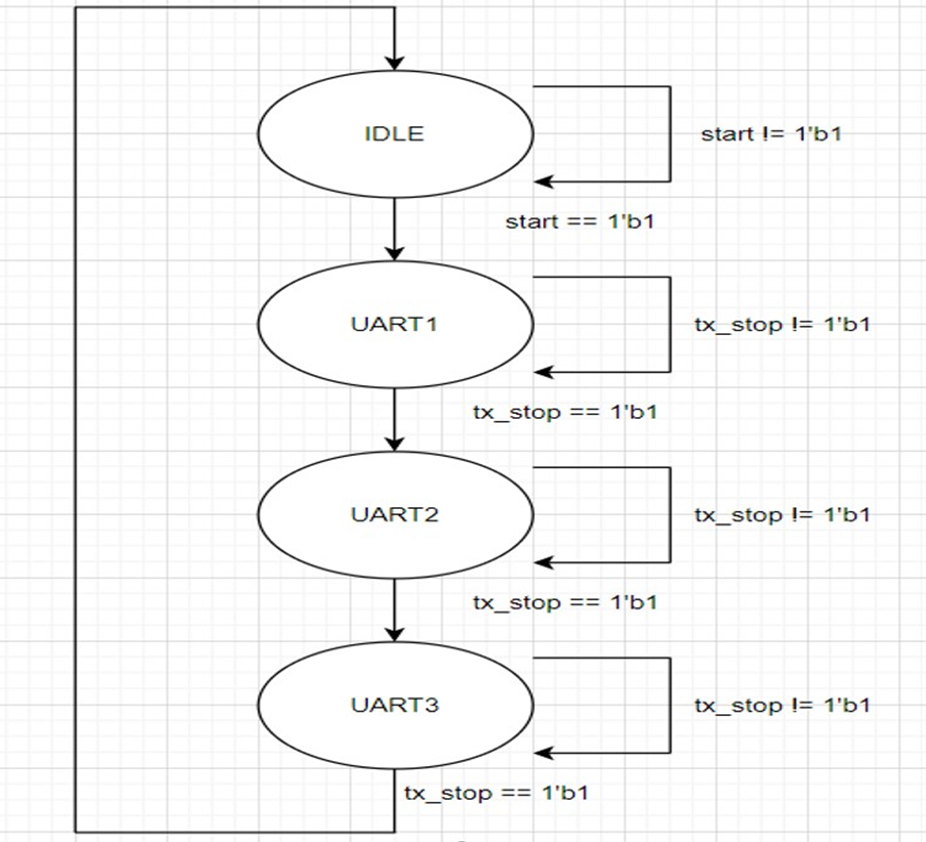 IDLE
start != 1'b1
start == 1'b1
UART1
tx_stop != 1'b1
tx_stop == 1'b1
UART2
tx_stop != 1'b1
tx_stop == 1'b1
UART3
tx_stop != 1'b1
tx_stop == 1'b1